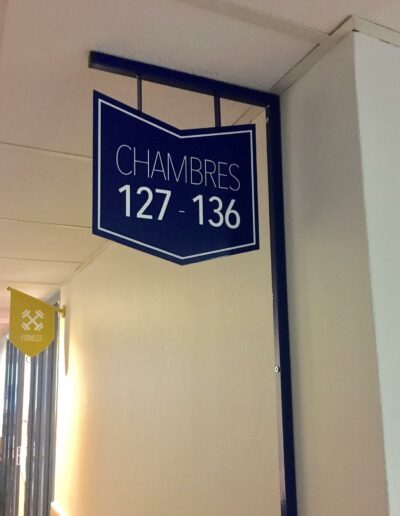 CHAMBRES
127 - 136
FITNESS